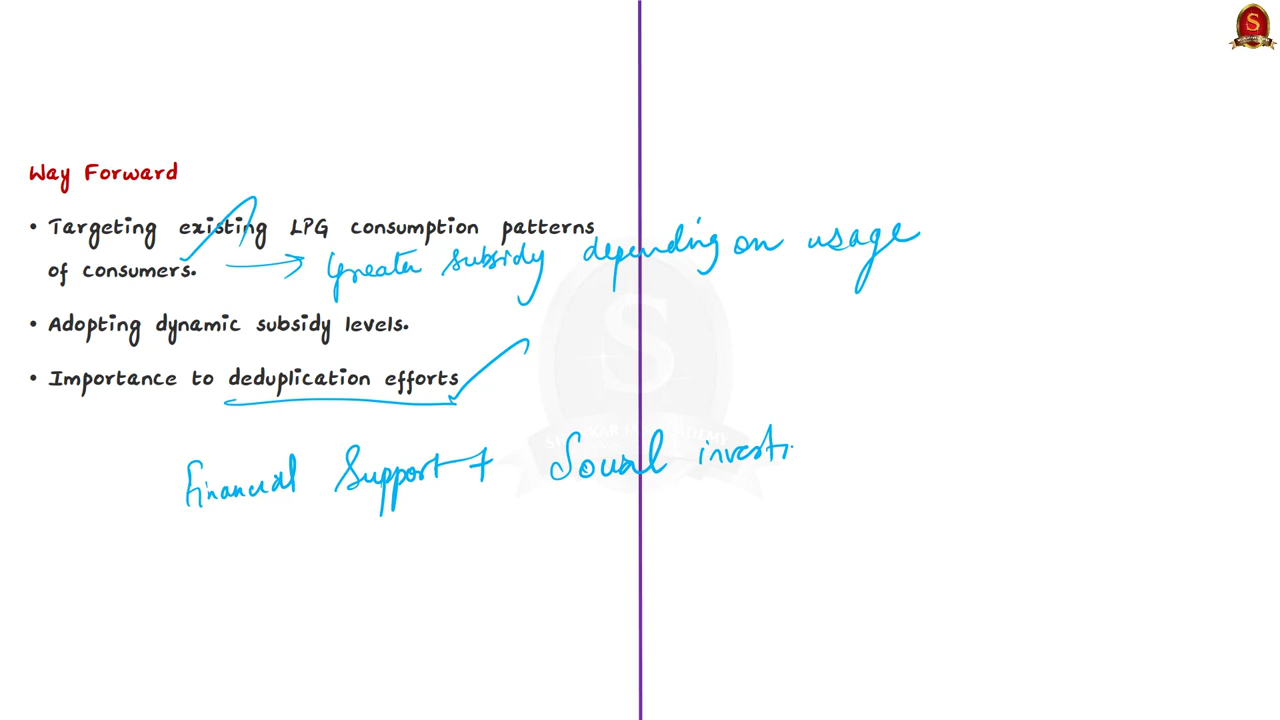 Way Forward
• Targeting existing LPG consumption patterns
of consumers. → Greater subsidy depending on usage
• Adopting dynamic subsidy levels.
• Importance to deduplication efforts
Financial Support + Social invest